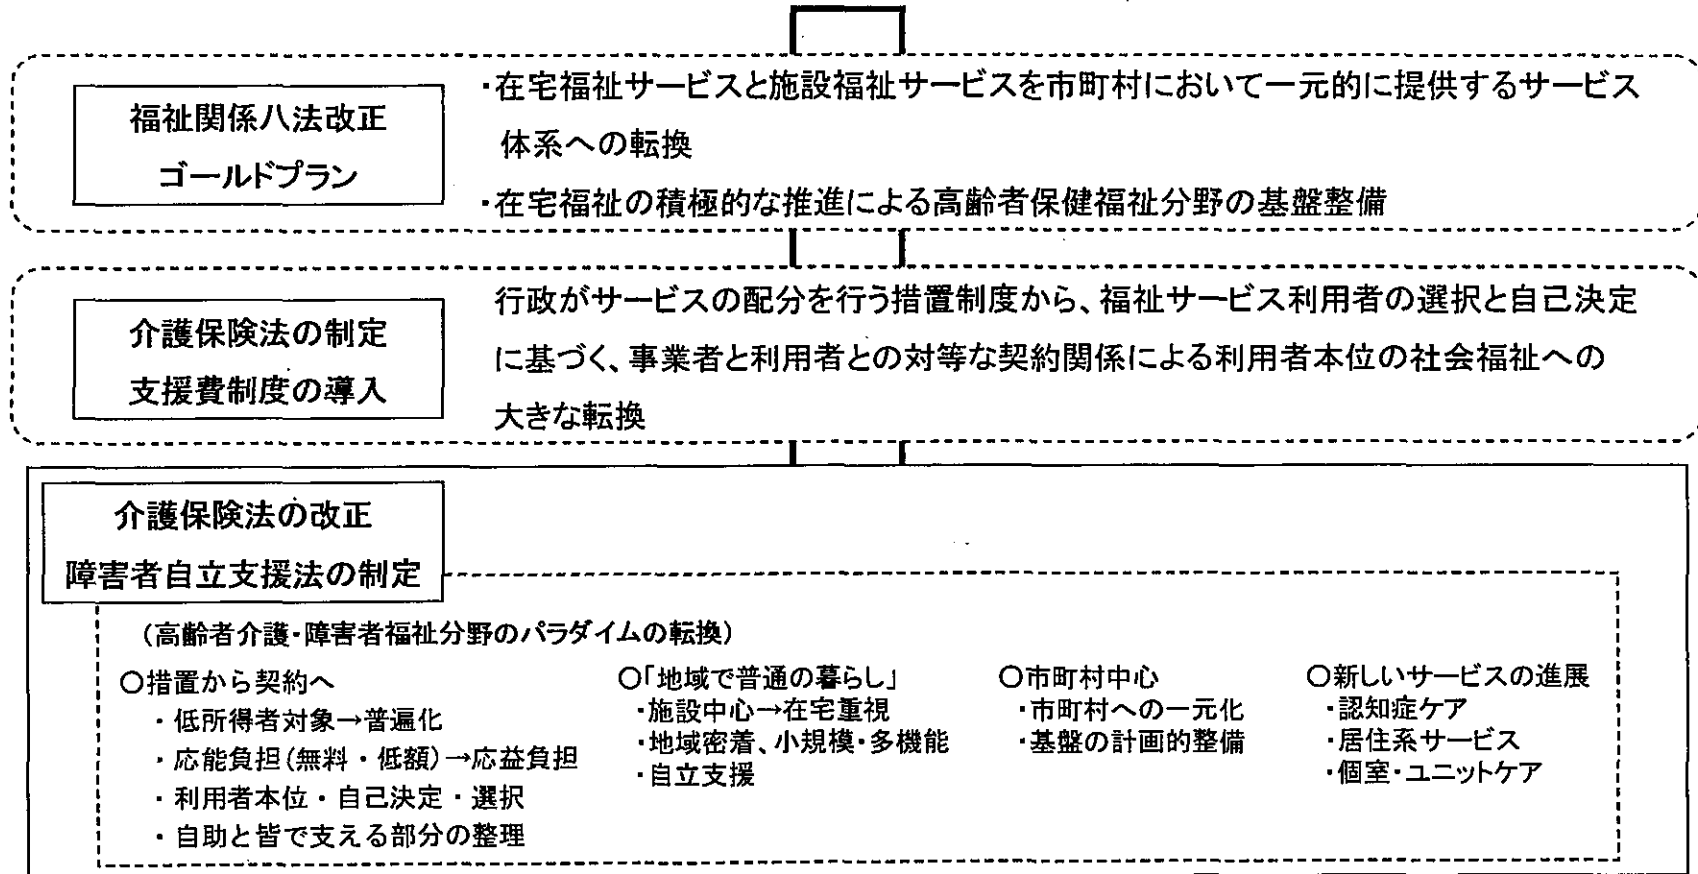 福祉関係八法改正
ゴールドプラン
・在宅福祉サービスと施設福祉サービスを市町村において一元的に提供するサービス
体系への転換
・在宅福祉の積極的な推進による高齢者保健福祉分野の基盤整備
介護保険法の制定
支援費制度の導入
行政がサービスの配分を行う措置制度から、福祉サービス利用者の選択と自己決定
に基づく、事業者と利用者との対等な契約関係による利用者本位の社会福祉への
大きな転換
介護保険法の改正
障害者自立支援法の制定
(高齢者介護・障害者福祉分野のパラダイムの転換)
○措置から契約へ
・低所得者対象→普遍化
・応能負担(無料・低額)→応益負担
・利用者本位・自己決定・選択
・自助と皆で支える部分の整理
○「地域で普通の暮らし」
・施設中心→在宅重視
・地域密着、小規模・多機能
・自立支援
○市町村中心
・市町村への一元化
・基盤の計画的整備
○新しいサービスの進展
・認知症ケア
・居住系サービス
・個室・ユニットケア